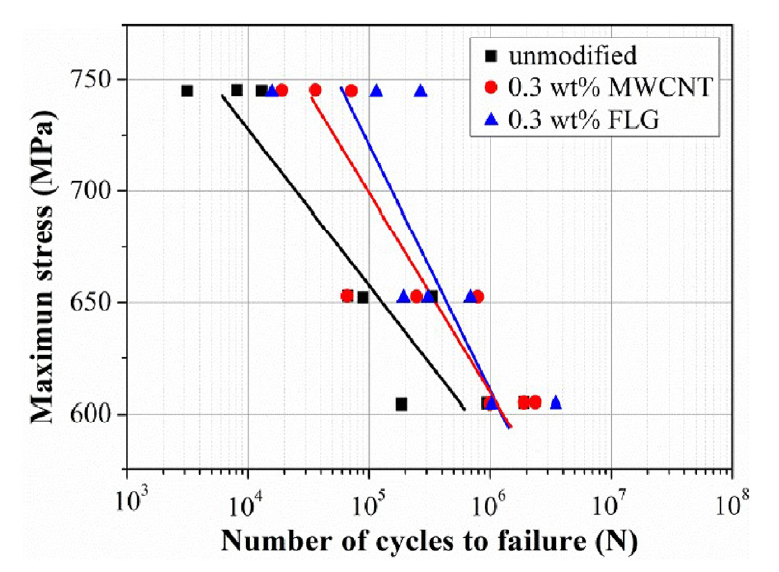 unmodified
0.3 wt% MWCNT
0.3 wt% FLG
Maximun stress (MPa)
750
700
650
600
10³ 10⁴ 10⁵ 10⁶ 10⁷ 10⁸
Number of cycles to failure (N)